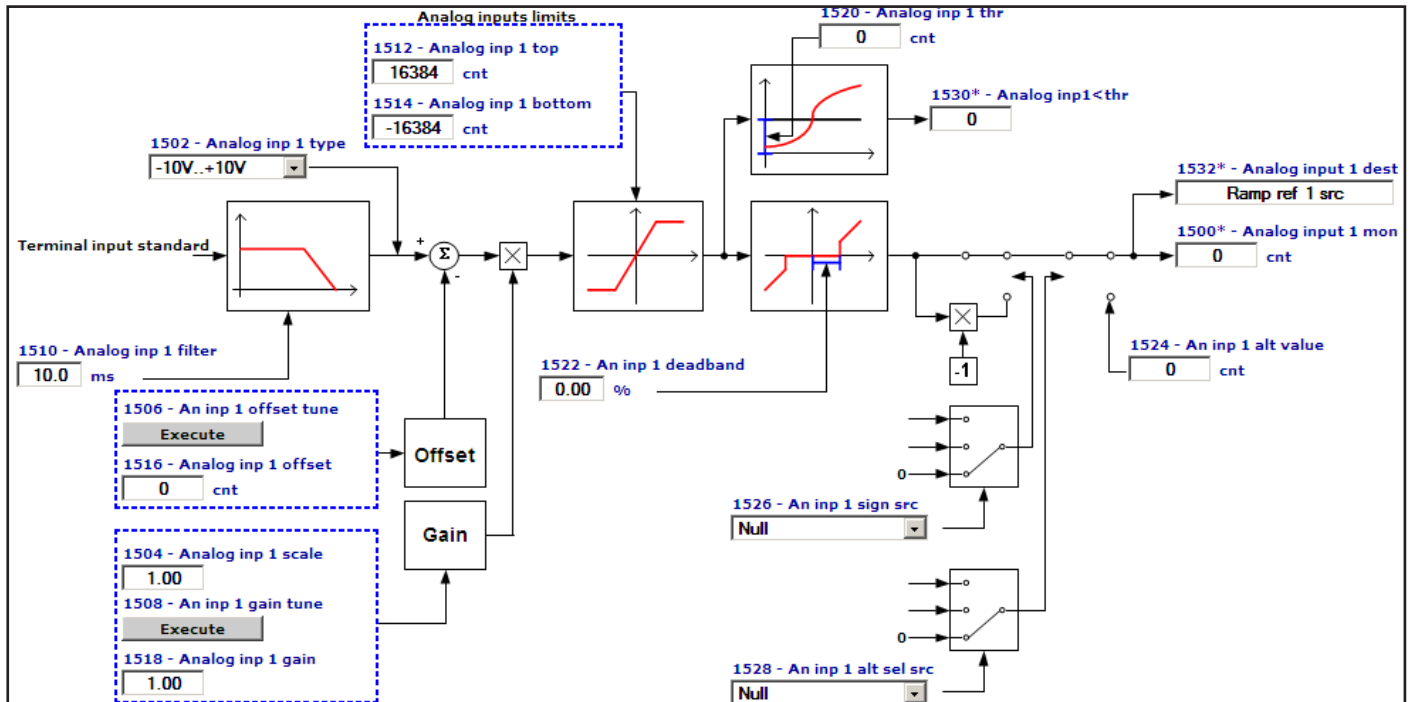 Analog inputs limits
1512 - Analog inp 1 top
16384 cnt
1514 - Analog inp 1 bottom
-16384 cnt
1520 - Analog inp 1 thr
0 cnt
1530* - Analog inp1<thr
0
1502 - Analog inp 1 type
-10V..+10V
1532* - Analog input 1 dest
Ramp ref 1 src
1500* - Analog input 1 mon
0 cnt
Terminal input standard
+
Σ
-
1510 - Analog inp 1 filter
10.0 ms
1522 - An inp 1 deadband
0.00 %
-1
1524 - An inp 1 alt value
0 cnt
1506 - An inp 1 offset tune
Execute
1516 - Analog inp 1 offset
0 cnt
Offset
Gain
1504 - Analog inp 1 scale
1.00
1508 - An inp 1 gain tune
Execute
1518 - Analog inp 1 gain
1.00
0
1526 - An inp 1 sign src
Null
0
1528 - An inp 1 alt sel src
Null